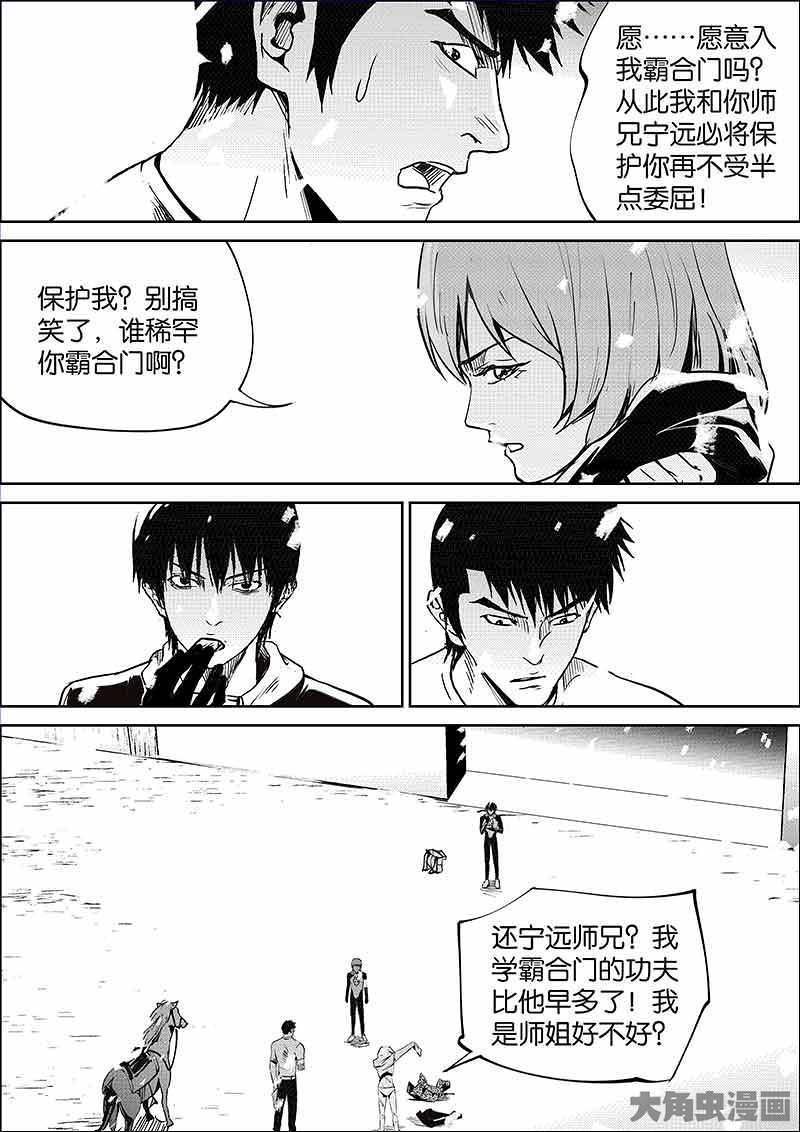 愿……愿意入
我霸合门吗？
从此我和你师
兄宁远必将保
护你再不受半
点委屈！
保护我？别搞
笑了，谁稀罕
你霸合门啊？
还宁远师兄？我
学霸合门的功夫
比他早多了！我
是师姐好不好？
大角虫漫画